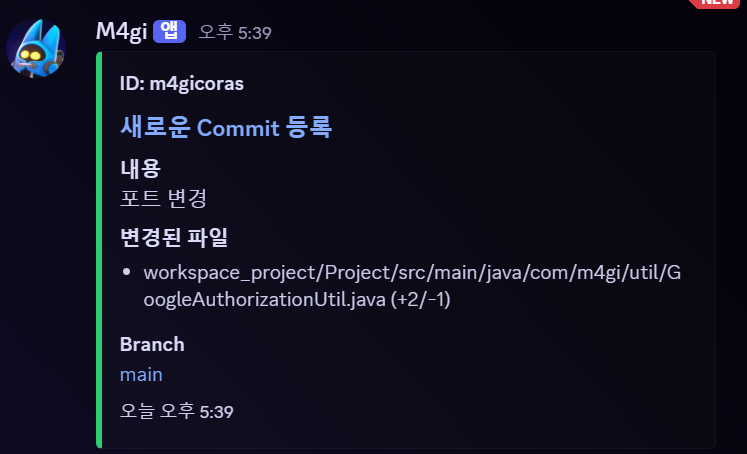 NEW
M4gi 앱 오후 5:39
ID: m4gicoras
새로운 Commit 등록
내용
포트 변경
변경된 파일
• workspace_project/Project/src/main/java/com/m4gi/util/G
oogleAuthorizationUtil.java (+2/-1)
Branch
main
오늘 오후 5:39